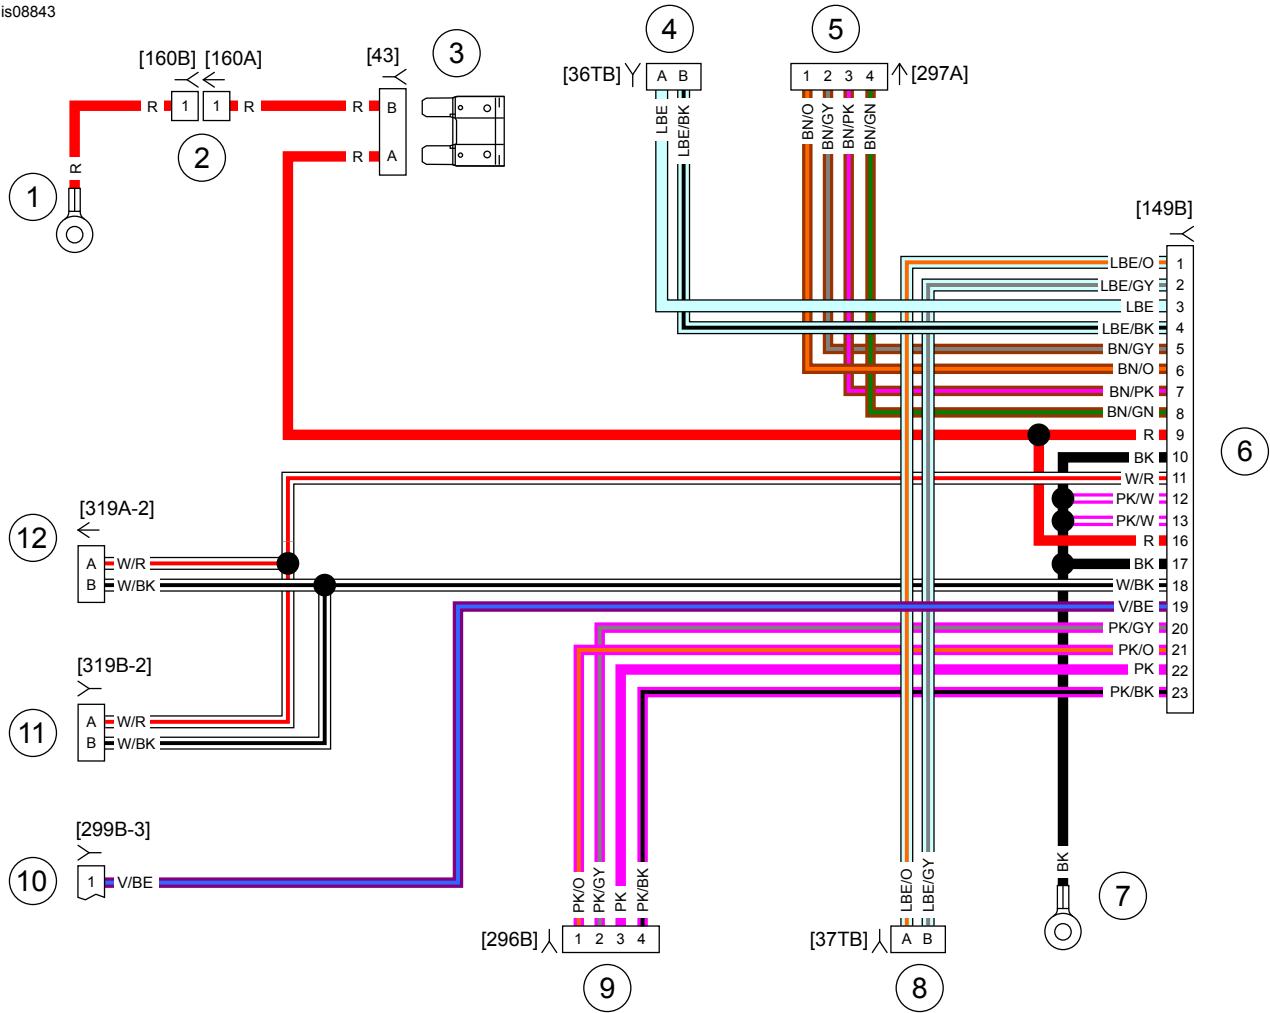 is08843
4
5
3
[160B] [160A] [43]
[36TB] A B
1 2 3 4 [297A]
R 1 1 R R B
2
R A
LBE LBE/BK
BN/O BN/GY BN/PK BN/GN
R
1
[149B]
LBE/O 1
LBE/GY 2
LBE 3
LBE/BK 4
BN/GY 5
BN/O 6
BN/PK 7
BN/GN 8
R 9
BK 10
6
W/R 11
PK/W 12
PK/W 13
R 16
BK 17
W/BK 18
V/BE 19
PK/GY 20
PK/O 21
PK 22
PK/BK 23
[319A-2]
12
A W/R
B W/BK
[319B-2]
11
A W/R
B W/BK
[299B-3]
10
1 V/BE
PK/O PK/GY PK PK/BK
LBE/O LBE/GY
BK
7
[296B] 1 2 3 4
[37TB] A B
9
8